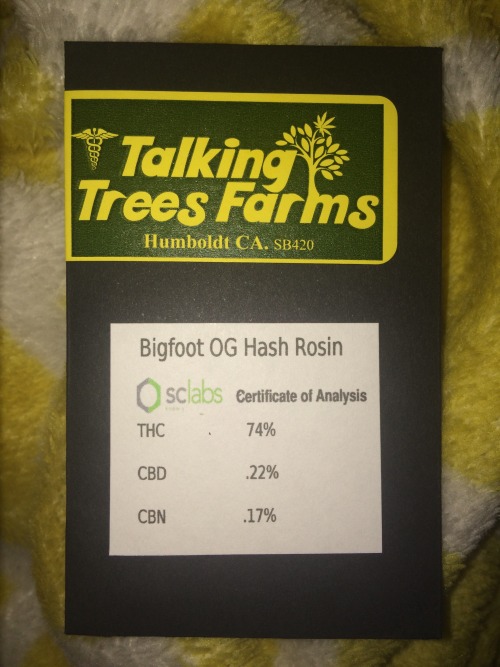 Talking
Trees Farms
Humboldt CA. SB420
Bigfoot OG Hash Rosin
sclabs Certificate of Analysis
THC 74%
CBD .22%
CBN .17%